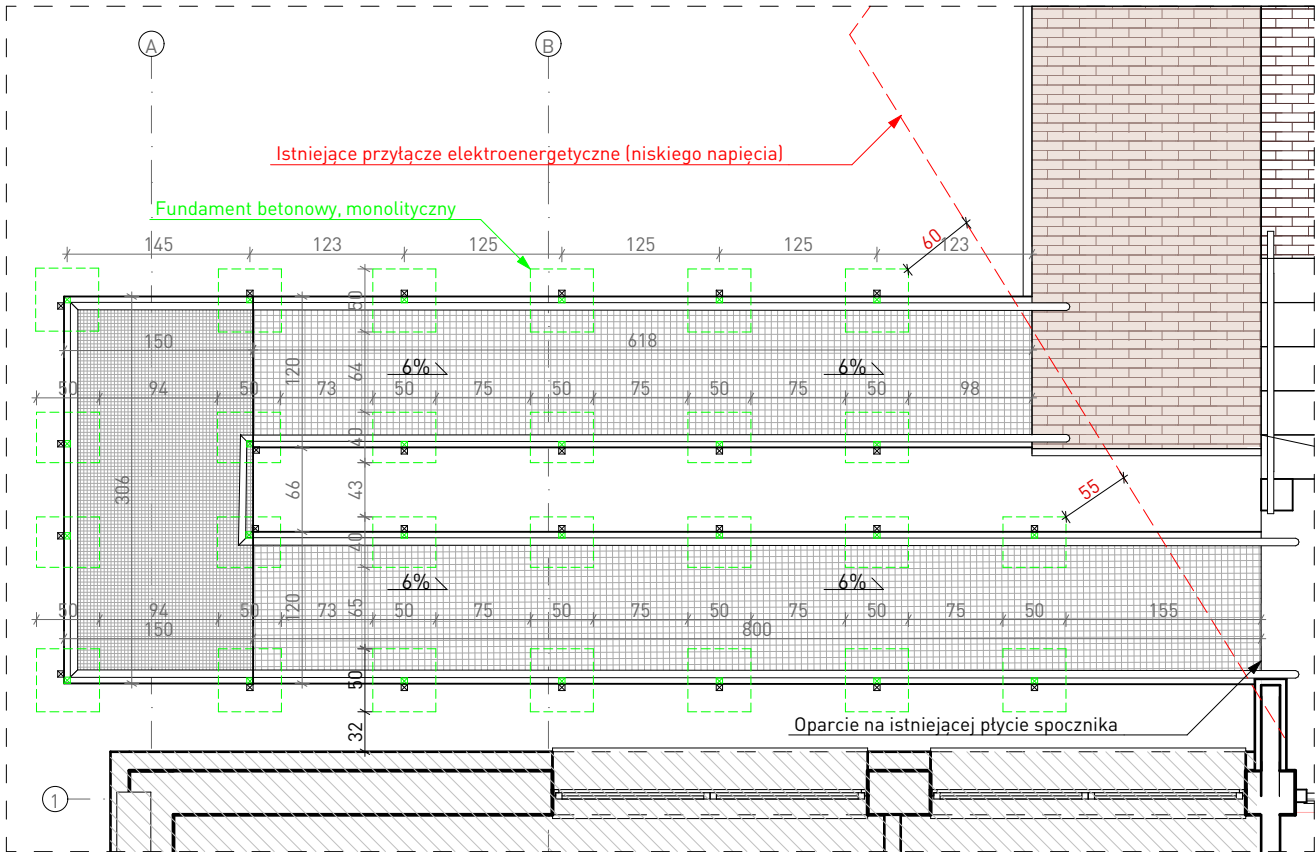 A
B
Istniejące przyłącze elektroenergetyczne (niskiego napięcia)
Fundament betonowy, monolityczny
145 123 125 125 125 123
60
50
150 618
120
64
6% 6%
50 94 50 73 50 75 50 75 50 75 50 98
40
306
66
43
55
40
6% 6%
120
65
50 94 50 73 50 75 50 75 50 75 50 75 50 155
150 800
50
Oparcie na istniejącej płycie spocznika
32
1